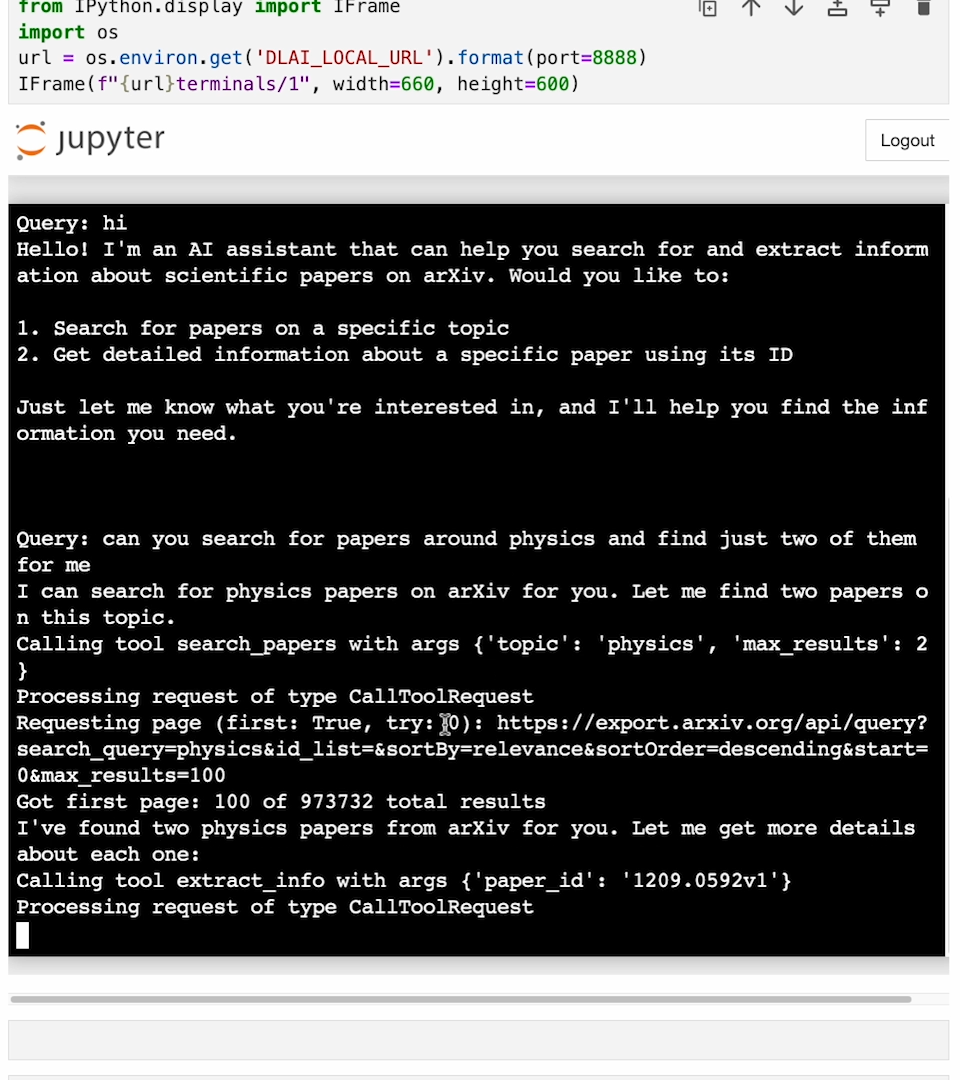 from IPython.display import IFrame
import os
url = os.environ.get('DLAI_LOCAL_URL').format(port=8888)
IFrame(f"{url}terminals/1", width=660, height=600)
jupyter
Logout
Query: hi
Hello! I'm an AI assistant that can help you search for and extract inform
ation about scientific papers on arXiv. Would you like to:
1. Search for papers on a specific topic
2. Get detailed information about a specific paper using its ID
Just let me know what you're interested in, and I'll help you find the inf
ormation you need.
Query: can you search for papers around physics and find just two of them
for me
I can search for physics papers on arXiv for you. Let me find two papers o
n this topic.
Calling tool search_papers with args {'topic': 'physics', 'max_results': 2
}
Processing request of type CallToolRequest
Requesting page (first: True, try: 0): https://export.arxiv.org/api/query?
search_query=physics&id_list=&sortBy=relevance&sortOrder=descending&start=
0&max_results=100
Got first page: 100 of 973732 total results
I've found two physics papers from arXiv for you. Let me get more details
about each one:
Calling tool extract_info with args {'paper_id': '1209.0592v1'}
Processing request of type CallToolRequest